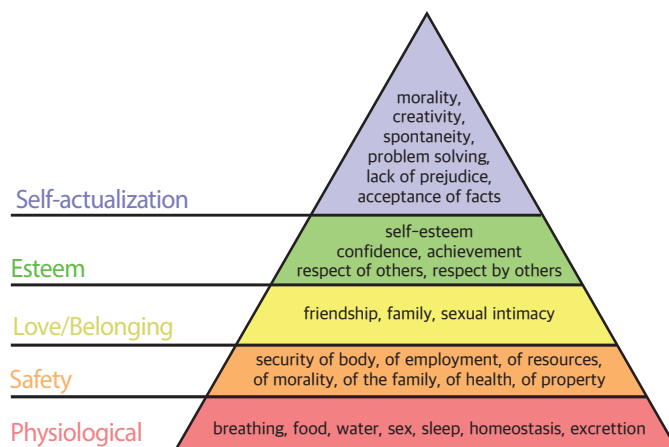 morality,
creativity,
spontaneity,
problem solving,
lack of prejudice,
acceptance of facts
Self-actualization
self-esteem
confidence, achievement
respect of others, respect by others
Esteem
friendship, family, sexual intimacy
Love/Belonging
security of body, of employment, of resources,
of morality, of the family, of health, of property
Safety
Physiological
breathing, food, water, sex, sleep, homeostasis, excrettion